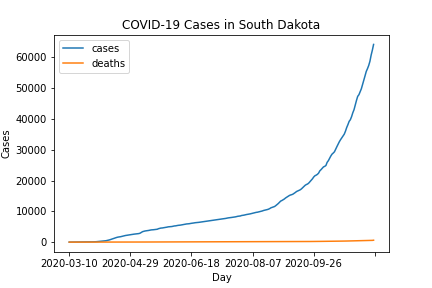 COVID-19 Cases in South Dakota
cases
deaths
60000
50000
40000
30000
20000
10000
0
Cases
2020-03-10 2020-04-29 2020-06-18 2020-08-07 2020-09-26
Day